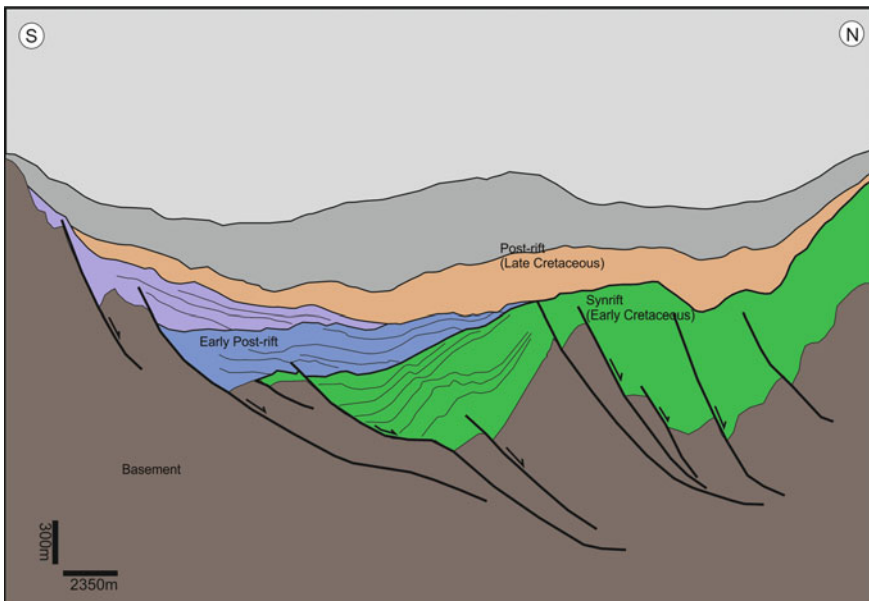 S
N
Post-rift
(Late Cretaceous)
Synrift
(Early Cretaceous)
Early Post-rift
Basement
300m
2350m